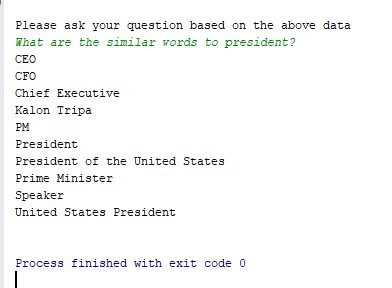 Please ask your question based on the above data
What are the similar words to president?
CEO
CFO
Chief Executive
Kalon Tripa
PM
President
President of the United States
Prime Minister
Speaker
United States President
Process finished with exit code 0